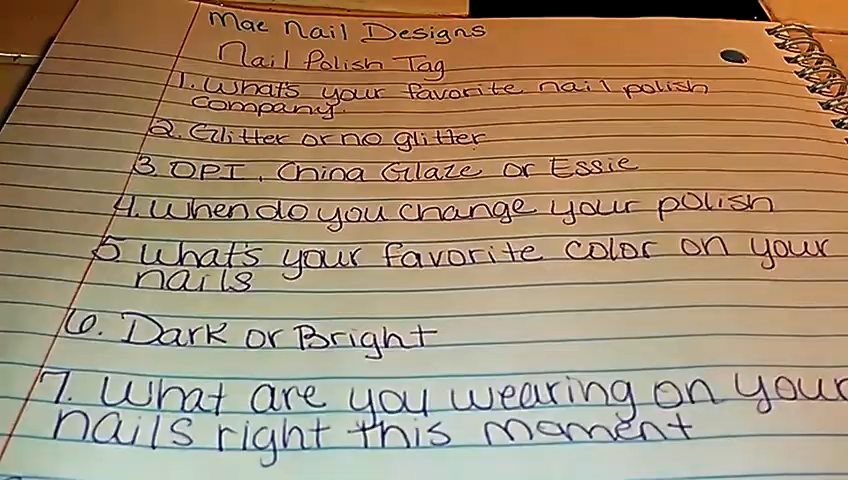 Mae Nail Designs
Nail Polish Tag
1. What's your favorite nail polish
company.
2. Glitter or no glitter
3 OPI, China Glaze or Essie
4. When do you change your polish
5 What's your favorite color on your
nails
6. Dark or Bright
7. What are you wearing on your
nails right this moment